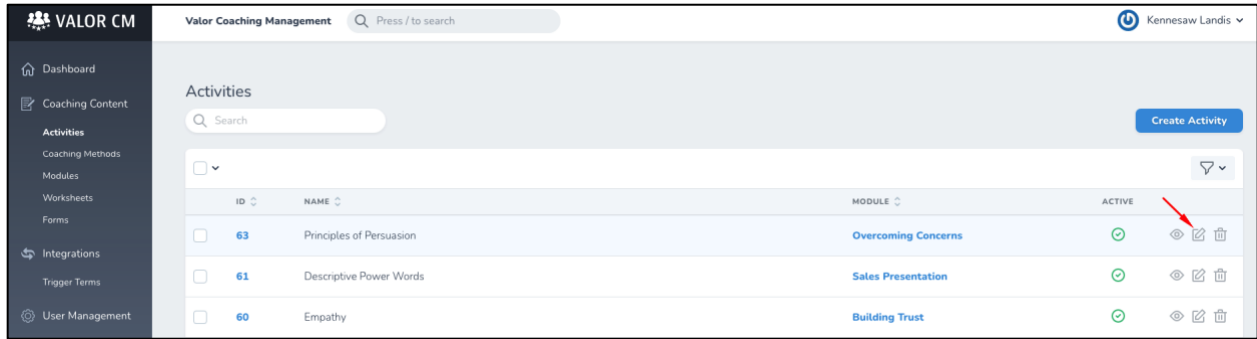 VALOR CM
Valor Coaching Management
Press / to search
Kennesaw Landis
Dashboard
Coaching Content
Activities
Coaching Methods
Modules
Worksheets
Forms
Integrations
Trigger Terms
User Management
Activities
Search
Create Activity
ID NAME MODULE ACTIVE
63 Principles of Persuasion Overcoming Concerns
61 Descriptive Power Words Sales Presentation
60 Empathy Building Trust